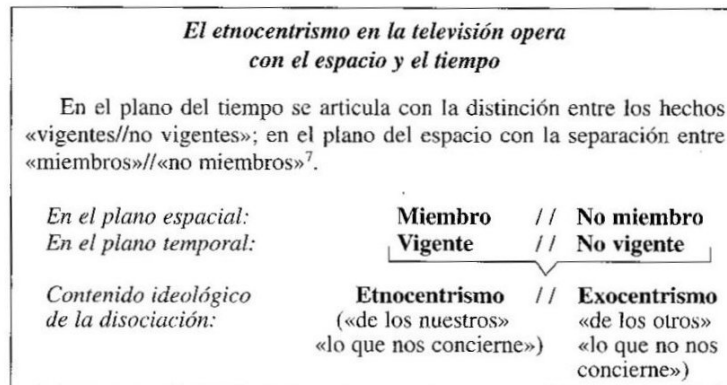 El etnocentrismo en la televisión opera
con el espacio y el tiempo
En el plano del tiempo se articula con la distinción entre los hechos
«vigentes//no vigentes»; en el plano del espacio con la separación entre
«miembros»//«no miembros»⁷.
En el plano espacial: Miembro // No miembro
En el plano temporal: Vigente // No vigente
Contenido ideológico Etnocentrismo // Exocentrismo
de la disociación: («de los nuestros» «de los otros»
«lo que nos concierne») «lo que no nos
concierne»)